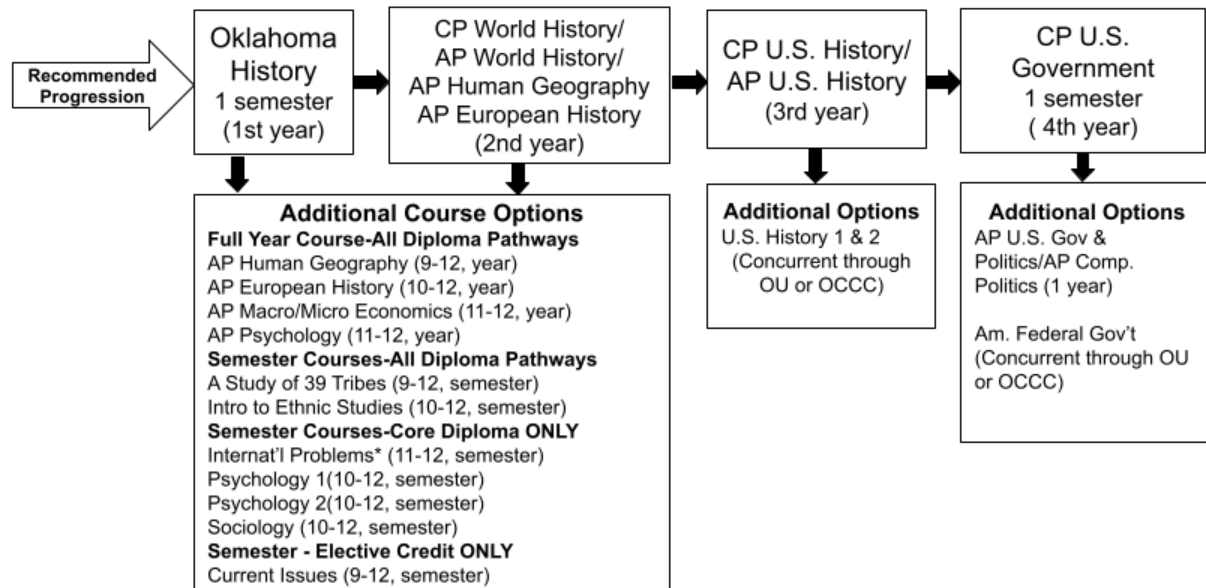 Recommended
Progression
Oklahoma
History
1 semester
(1st year)
CP World History/
AP World History/
AP Human Geography
AP European History
(2nd year)
CP U.S. History/
AP U.S. History
(3rd year)
CP U.S.
Government
1 semester
( 4th year)
Additional Course Options
Full Year Course-All Diploma Pathways
AP Human Geography (9-12, year)
AP European History (10-12, year)
AP Macro/Micro Economics (11-12, year)
AP Psychology (11-12, year)
Semester Courses-All Diploma Pathways
A Study of 39 Tribes (9-12, semester)
Intro to Ethnic Studies (10-12, semester)
Semester Courses-Core Diploma ONLY
Internat'l Problems* (11-12, semester)
Psychology 1(10-12, semester)
Psychology 2(10-12, semester)
Sociology (10-12, semester)
Semester - Elective Credit ONLY
Current Issues (9-12, semester)
Additional Options
U.S. History 1 & 2
(Concurrent through
OU or OCCC)
Additional Options
AP U.S. Gov &
Politics/AP Comp.
Politics (1 year)
Am. Federal Gov't
(Concurrent through OU
or OCCC)